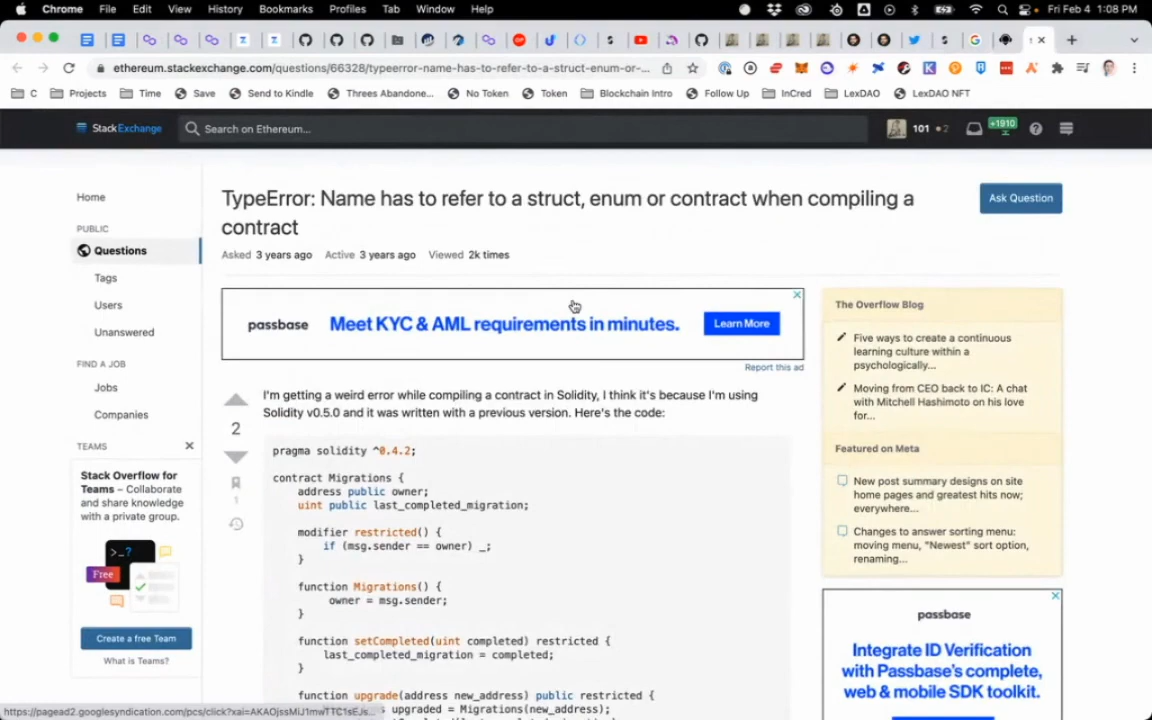 Chrome File Edit View History Bookmarks Profiles Tab Window Help Fri Feb 4 1:08 PM
ethereum.stackexchange.com/questions/66328/typeerror-name-has-to-refer-to-a-struct-enum-or-...
C Projects Time Save Send to Kindle Threes Abandone... No Token Token Blockchain Intro Follow Up InCred LexDAO LexDAO NFT
StackExchange Search on Ethereum... 101 2 +1910
TypeError: Name has to refer to a struct, enum or contract when compiling a
contract
Ask Question
Asked 3 years ago Active 3 years ago Viewed 2k times
Home
PUBLIC
Questions
Tags
Users
Unanswered
FIND A JOB
Jobs
Companies
TEAMS
Stack Overflow for
Teams – Collaborate
and share knowledge
with a private group.
>_?
Free
Create a free Team
What is Teams?
passbase Meet KYC & AML requirements in minutes. Learn More
Report this ad
2
1
I'm getting a weird error while compiling a contract in Solidity, I think it's because I'm using
Solidity v0.5.0 and it was written with a previous version. Here's the code:
pragma solidity ^0.4.2;
contract Migrations {
address public owner;
uint public last_completed_migration;
modifier restricted() {
if (msg.sender == owner) _;
}
function Migrations() {
owner = msg.sender;
}
function setCompleted(uint completed) restricted {
last_completed_migration = completed;
}
function upgrade(address new_address) public restricted {
s upgraded = Migrations(new_address);
The Overflow Blog
Five ways to create a continuous
learning culture within a
psychologically...
Moving from CEO back to IC: A chat
with Mitchell Hashimoto on his love
for...
Featured on Meta
New post summary designs on site
home pages and greatest hits now;
everywhere...
Changes to answer sorting menu:
moving menu, "Newest" sort option,
renaming...
passbase
Integrate ID Verification
with Passbase's complete,
web & mobile SDK toolkit.